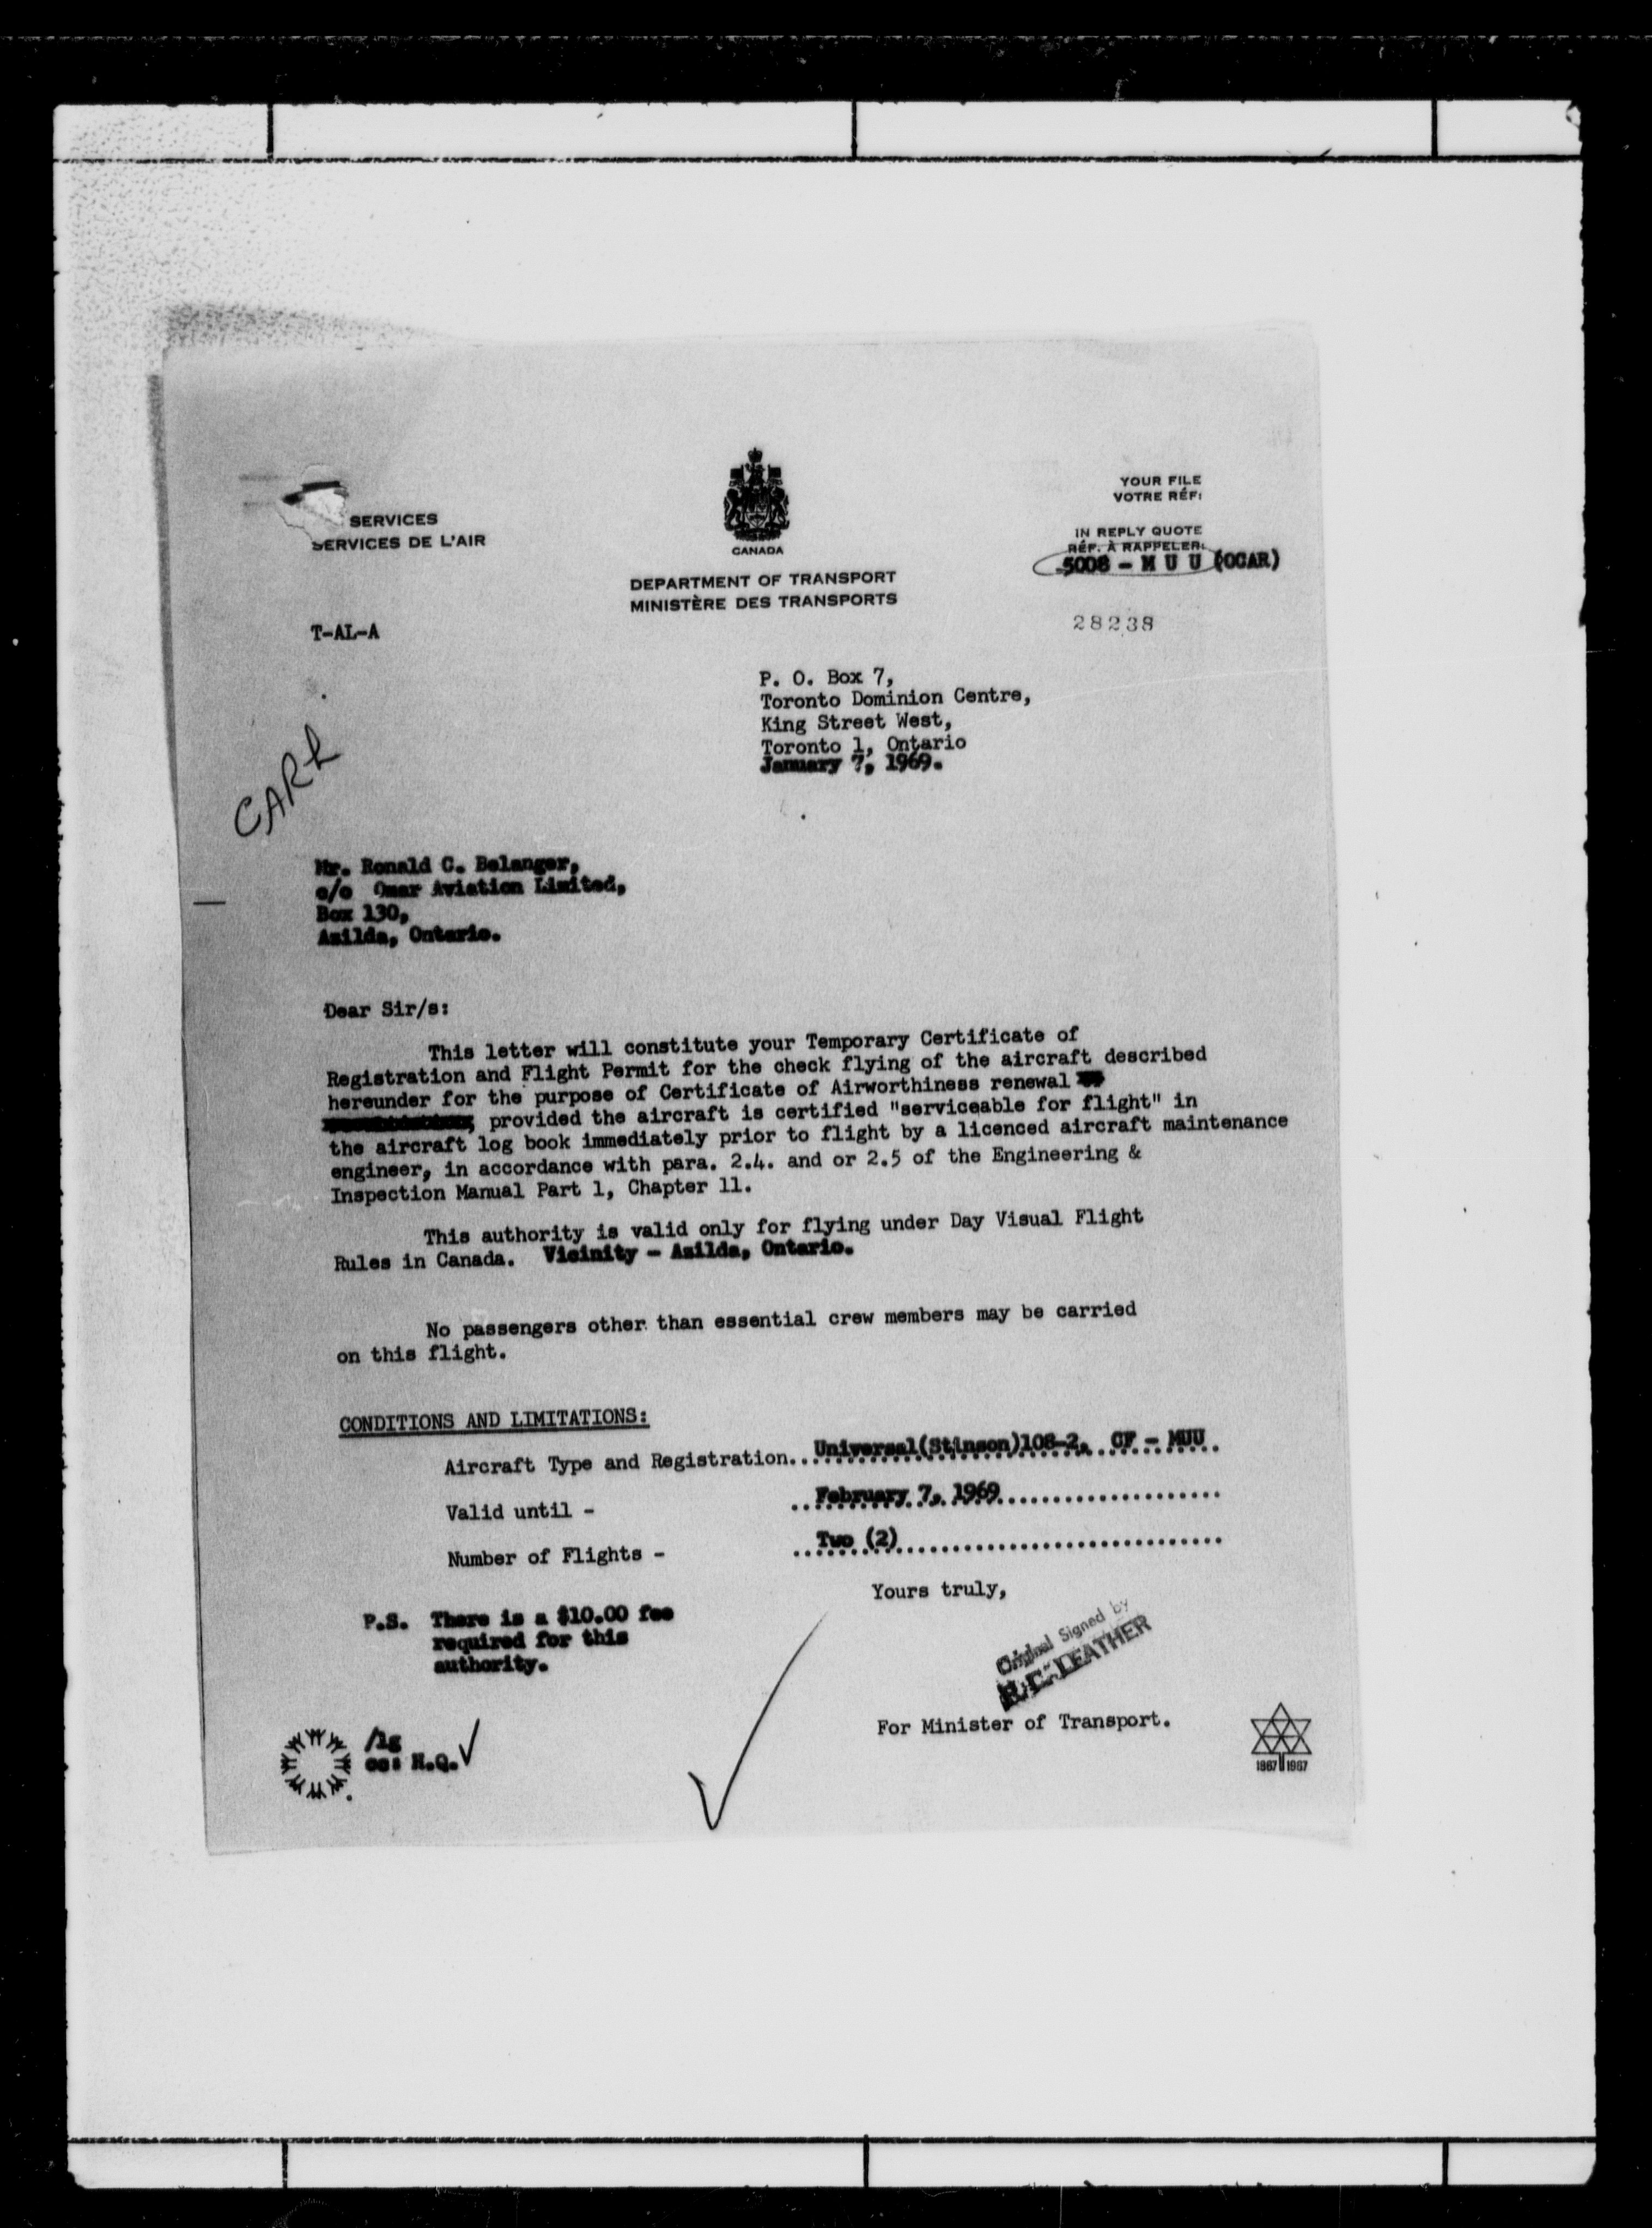 SERVICES
SERVICES DE L'AIR
CANADA
DEPARTMENT OF TRANSPORT
MINISTÈRE DES TRANSPORTS
YOUR FILE
VOTRE RÉF:
IN REPLY QUOTE
RÉF. À RAPPELER:
5008 - M U U (OCAR)
28238
T-AL-A
P. O. Box 7,
Toronto Dominion Centre,
King Street West,
Toronto 1, Ontario
January 7, 1969.
CARR
Mr. Ronald C. Belanger,
c/o Omar Aviation Limited,
Box 130,
Azilda, Ontario.
Dear Sir/s:
This letter will constitute your Temporary Certificate of
Registration and Flight Permit for the check flying of the aircraft described
hereunder for the purpose of Certificate of Airworthiness renewal
, provided the aircraft is certified "serviceable for flight" in
the aircraft log book immediately prior to flight by a licenced aircraft maintenance
engineer, in accordance with para. 2.4. and or 2.5 of the Engineering &
Inspection Manual Part 1, Chapter 11.
This authority is valid only for flying under Day Visual Flight
Rules in Canada. Vicinity - Azilda, Ontario.
No passengers other than essential crew members may be carried
on this flight.
CONDITIONS AND LIMITATIONS:
Aircraft Type and Registration... Universal(Stinson)108-2, CF - MUU
Valid until - February 7, 1969
Number of Flights - Two (2)
Yours truly,
P.S. There is a $10.00 fee
required for this
authority.
Original Signed by
LEATHER
For Minister of Transport.
/lg
cc: H.Q.
1867 1967